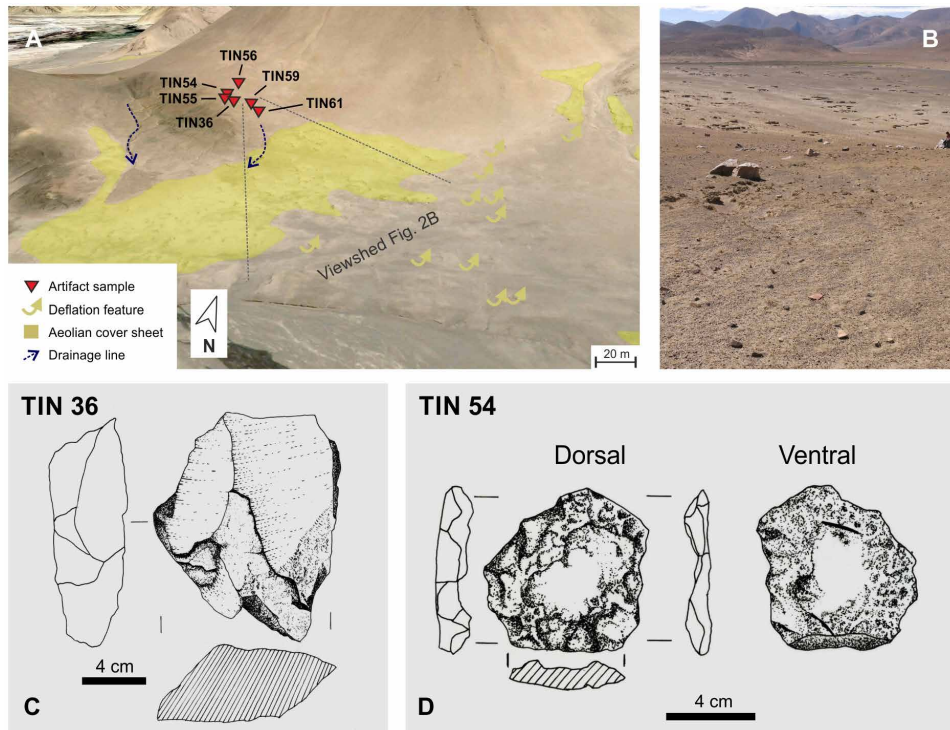 A
TIN56
TIN54
TIN59
TIN55
TIN61
TIN36
Viewshed Fig. 2B
Artifact sample
Deflation feature
Aeolian cover sheet
Drainage line
N
20 m
B
TIN 36
4 cm
C
TIN 54
Dorsal
Ventral
4 cm
D